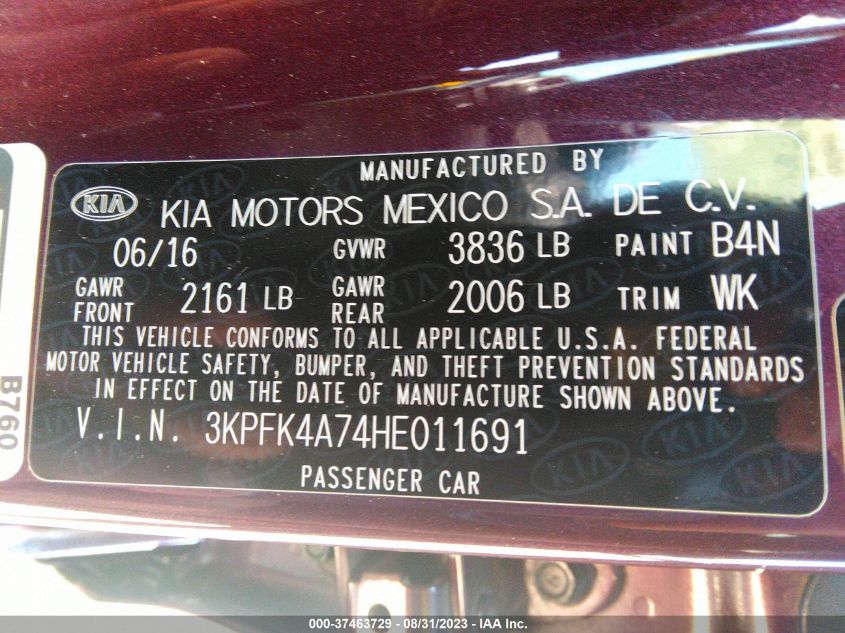 MANUFACTURED BY
KIA KIA MOTORS MEXICO S.A. DE C.V.
06/16 GVWR 3836 LB PAINT B4N
GAWR FRONT 2161 LB GAWR REAR 2006 LB TRIM WK
THIS VEHICLE CONFORMS TO ALL APPLICABLE U.S.A. FEDERAL
MOTOR VEHICLE SAFETY, BUMPER, AND THEFT PREVENTION STANDARDS
IN EFFECT ON THE DATE OF MANUFACTURE SHOWN ABOVE.
V.I.N. 3KPFK4A74HE011691
PASSENGER CAR
B760
000-37463729 - 08/31/2023 - IAA Inc.